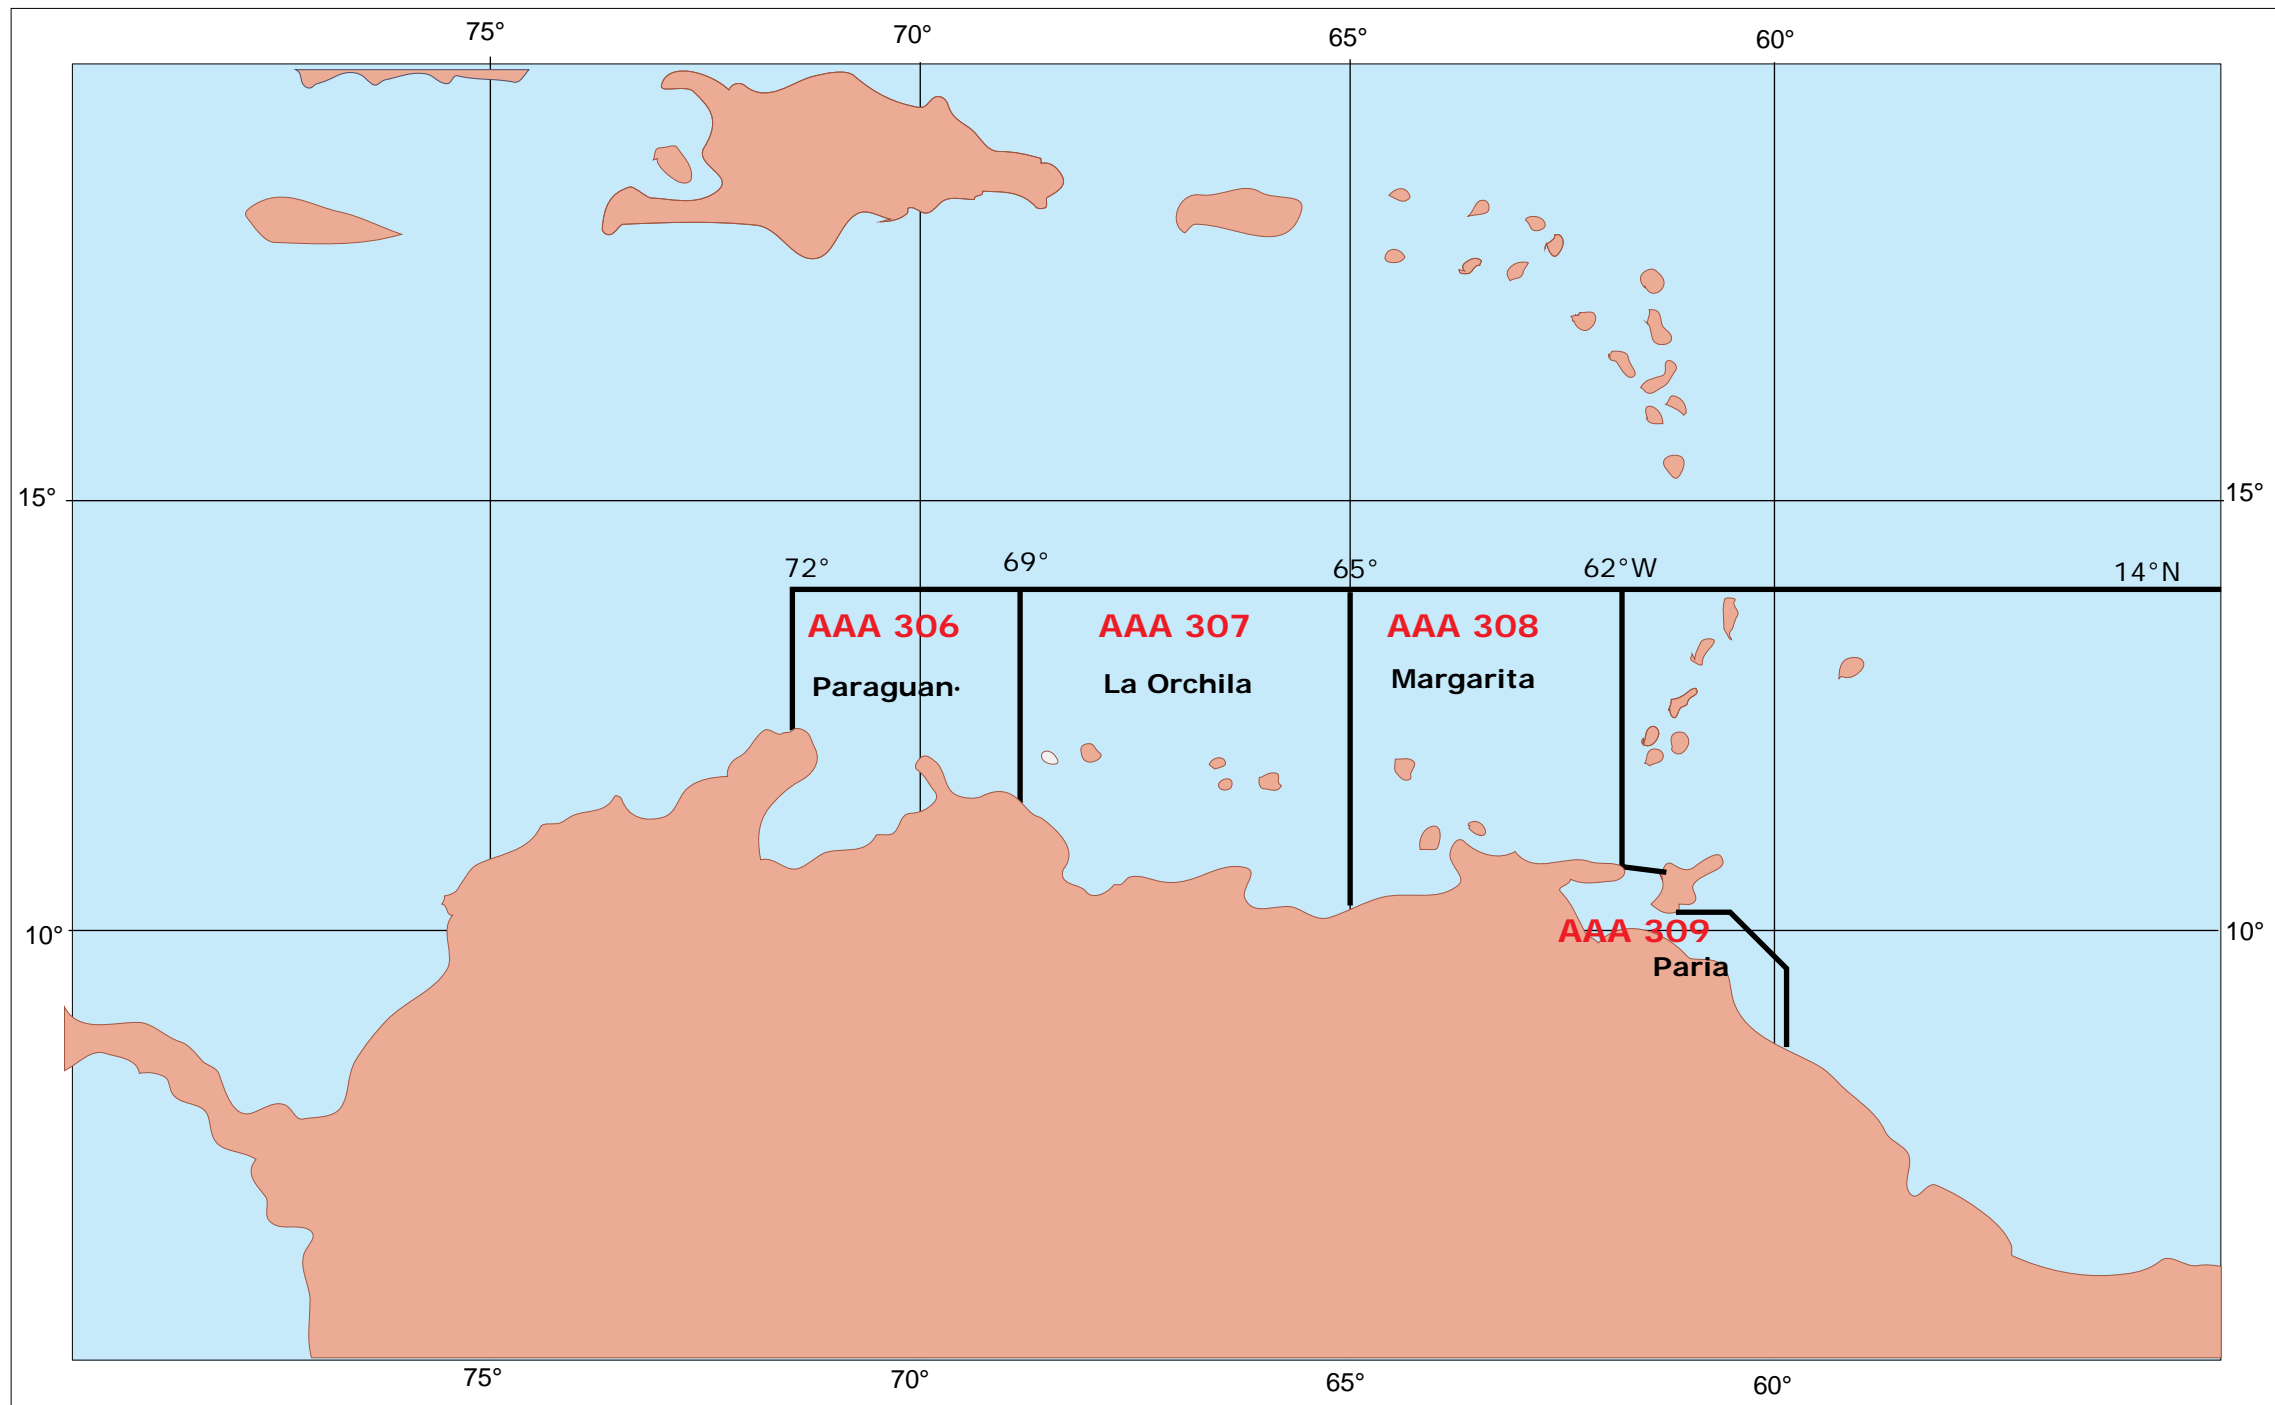 75° 70° 65° 60°
15° 15°
72° 69° 65° 62°W 14°N
AAA 306 AAA 307 AAA 308
Paraguan· La Orchila Margarita
10° AAA 309 10°
Paria
75° 70° 65° 60°